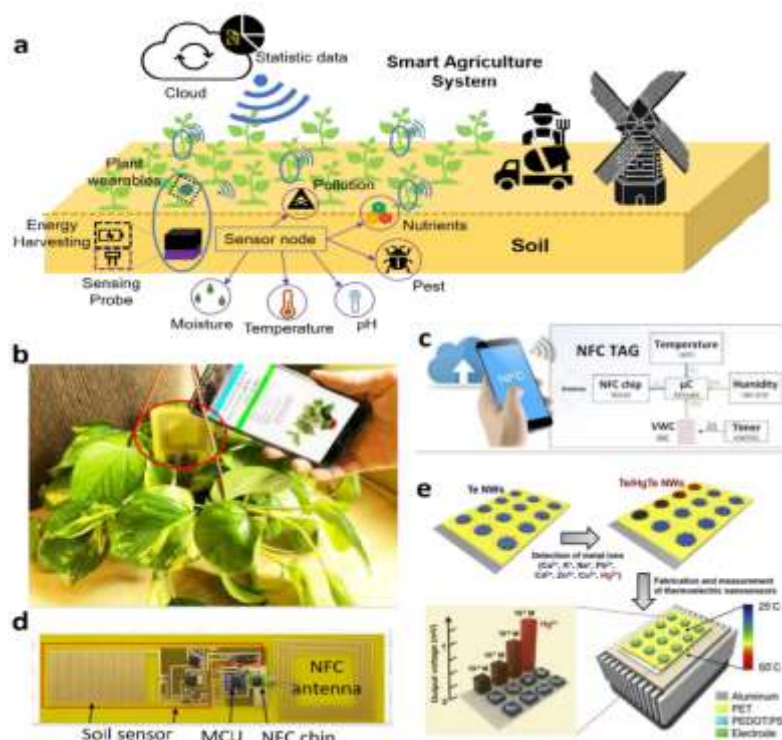 a
Statistic data
Cloud
Smart Agriculture
System
Plant
wearables
Pollution
Energy
Harvesting
Sensor node
Nutrients
Soil
Sensing
Probe
Pest
Moisture
Temperature
pH
b
c
NFC TAG
Temperature
NFC
NFC chip
µC
Humidity
VWC
Timer
d
NFC
antenna
Soil sensor
MCU
NFC chip
e
Te NWs
Te/HgTe NWs
Detection of metal ions
Fabrication and measurement
of thermoelectric nanosensors
Output voltage (mV)
Hg²⁺
25℃
Aluminum
PET
Electrode